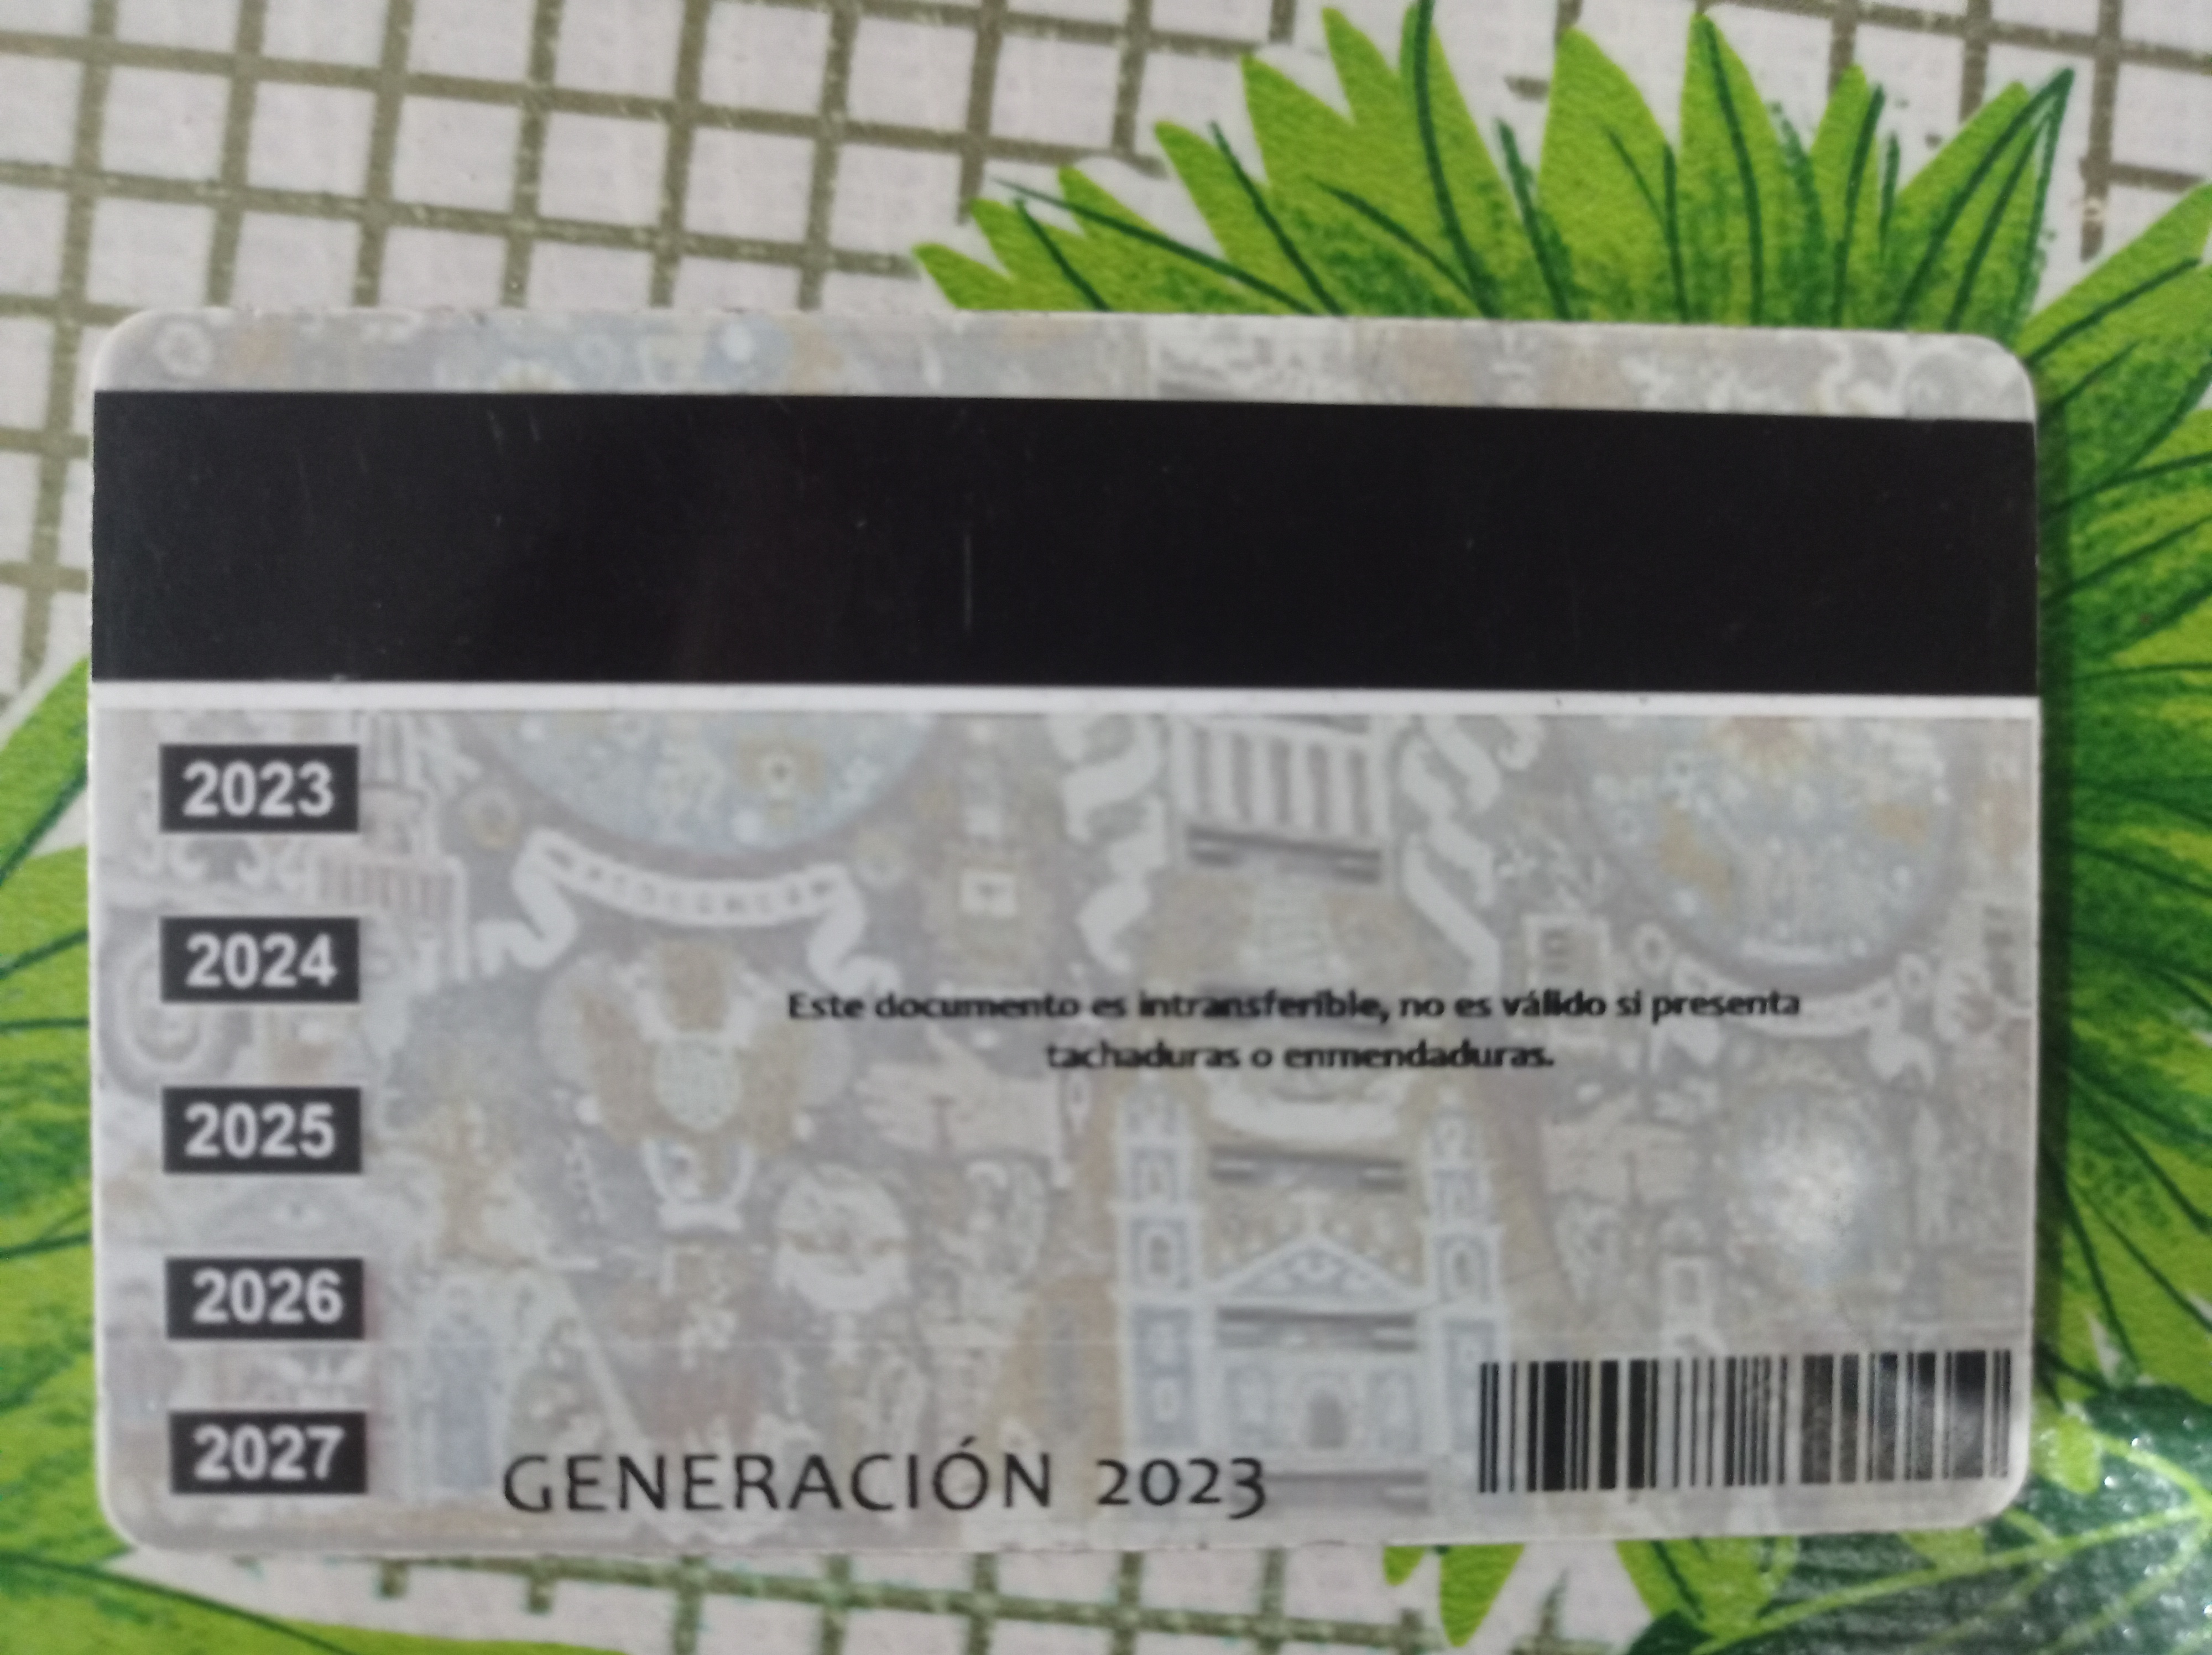 2023
2024
Este documento es intransferible, no es válido si presenta
tachaduras o enmendaduras.
2025
2026
2027
GENERACIÓN 2023